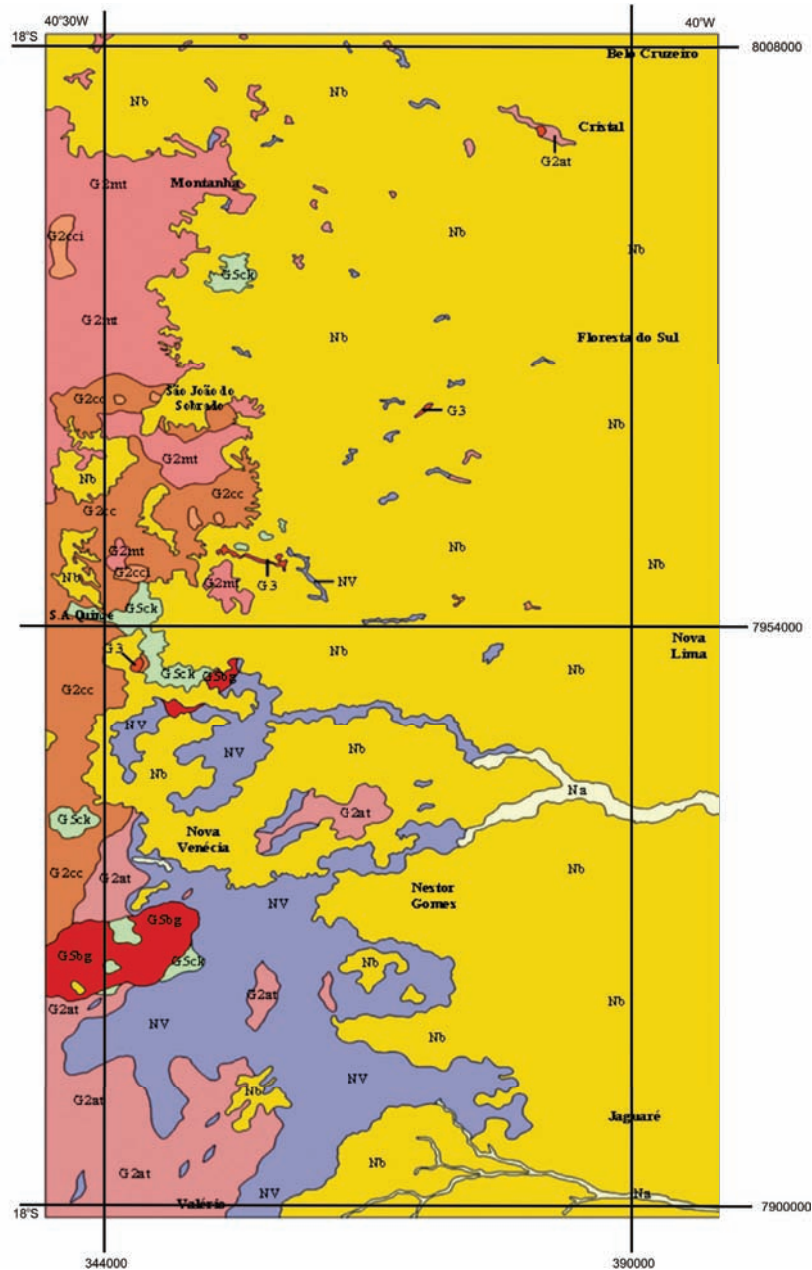 40°30W
40°W
18°S
8008000
Belo Cruzeiro
Nb
Nb
Cristal
G2at
G2mt
Montanha
G2cci
Nb
Nb
G5ck
G2mt
Nb
Floresta do Sul
G2cc
São João do
Sobrado
G3
Nb
G2mt
Nb
G2cc
G2cc
G2mt
Nb
Nb
Nb
G2cci
G2mt
G3
NV
G5ck
S.A Quinze
7954000
Nova
Lima
G3
Nb
Nb
G5ck
G5bg
G2cc
NV
NV
Nb
Nb
Na
G2at
G5ck
Nova
Venécia
G2cc
G2at
Nb
Nestor
Gomes
NV
G5bg
G5bg
G5ck
Nb
G2at
G2at
Nb
NV
Nb
NV
G2at
Nb
Jaguaré
G2at
Nb
Valério
NV
Na
7900000
18°S
344000
390000